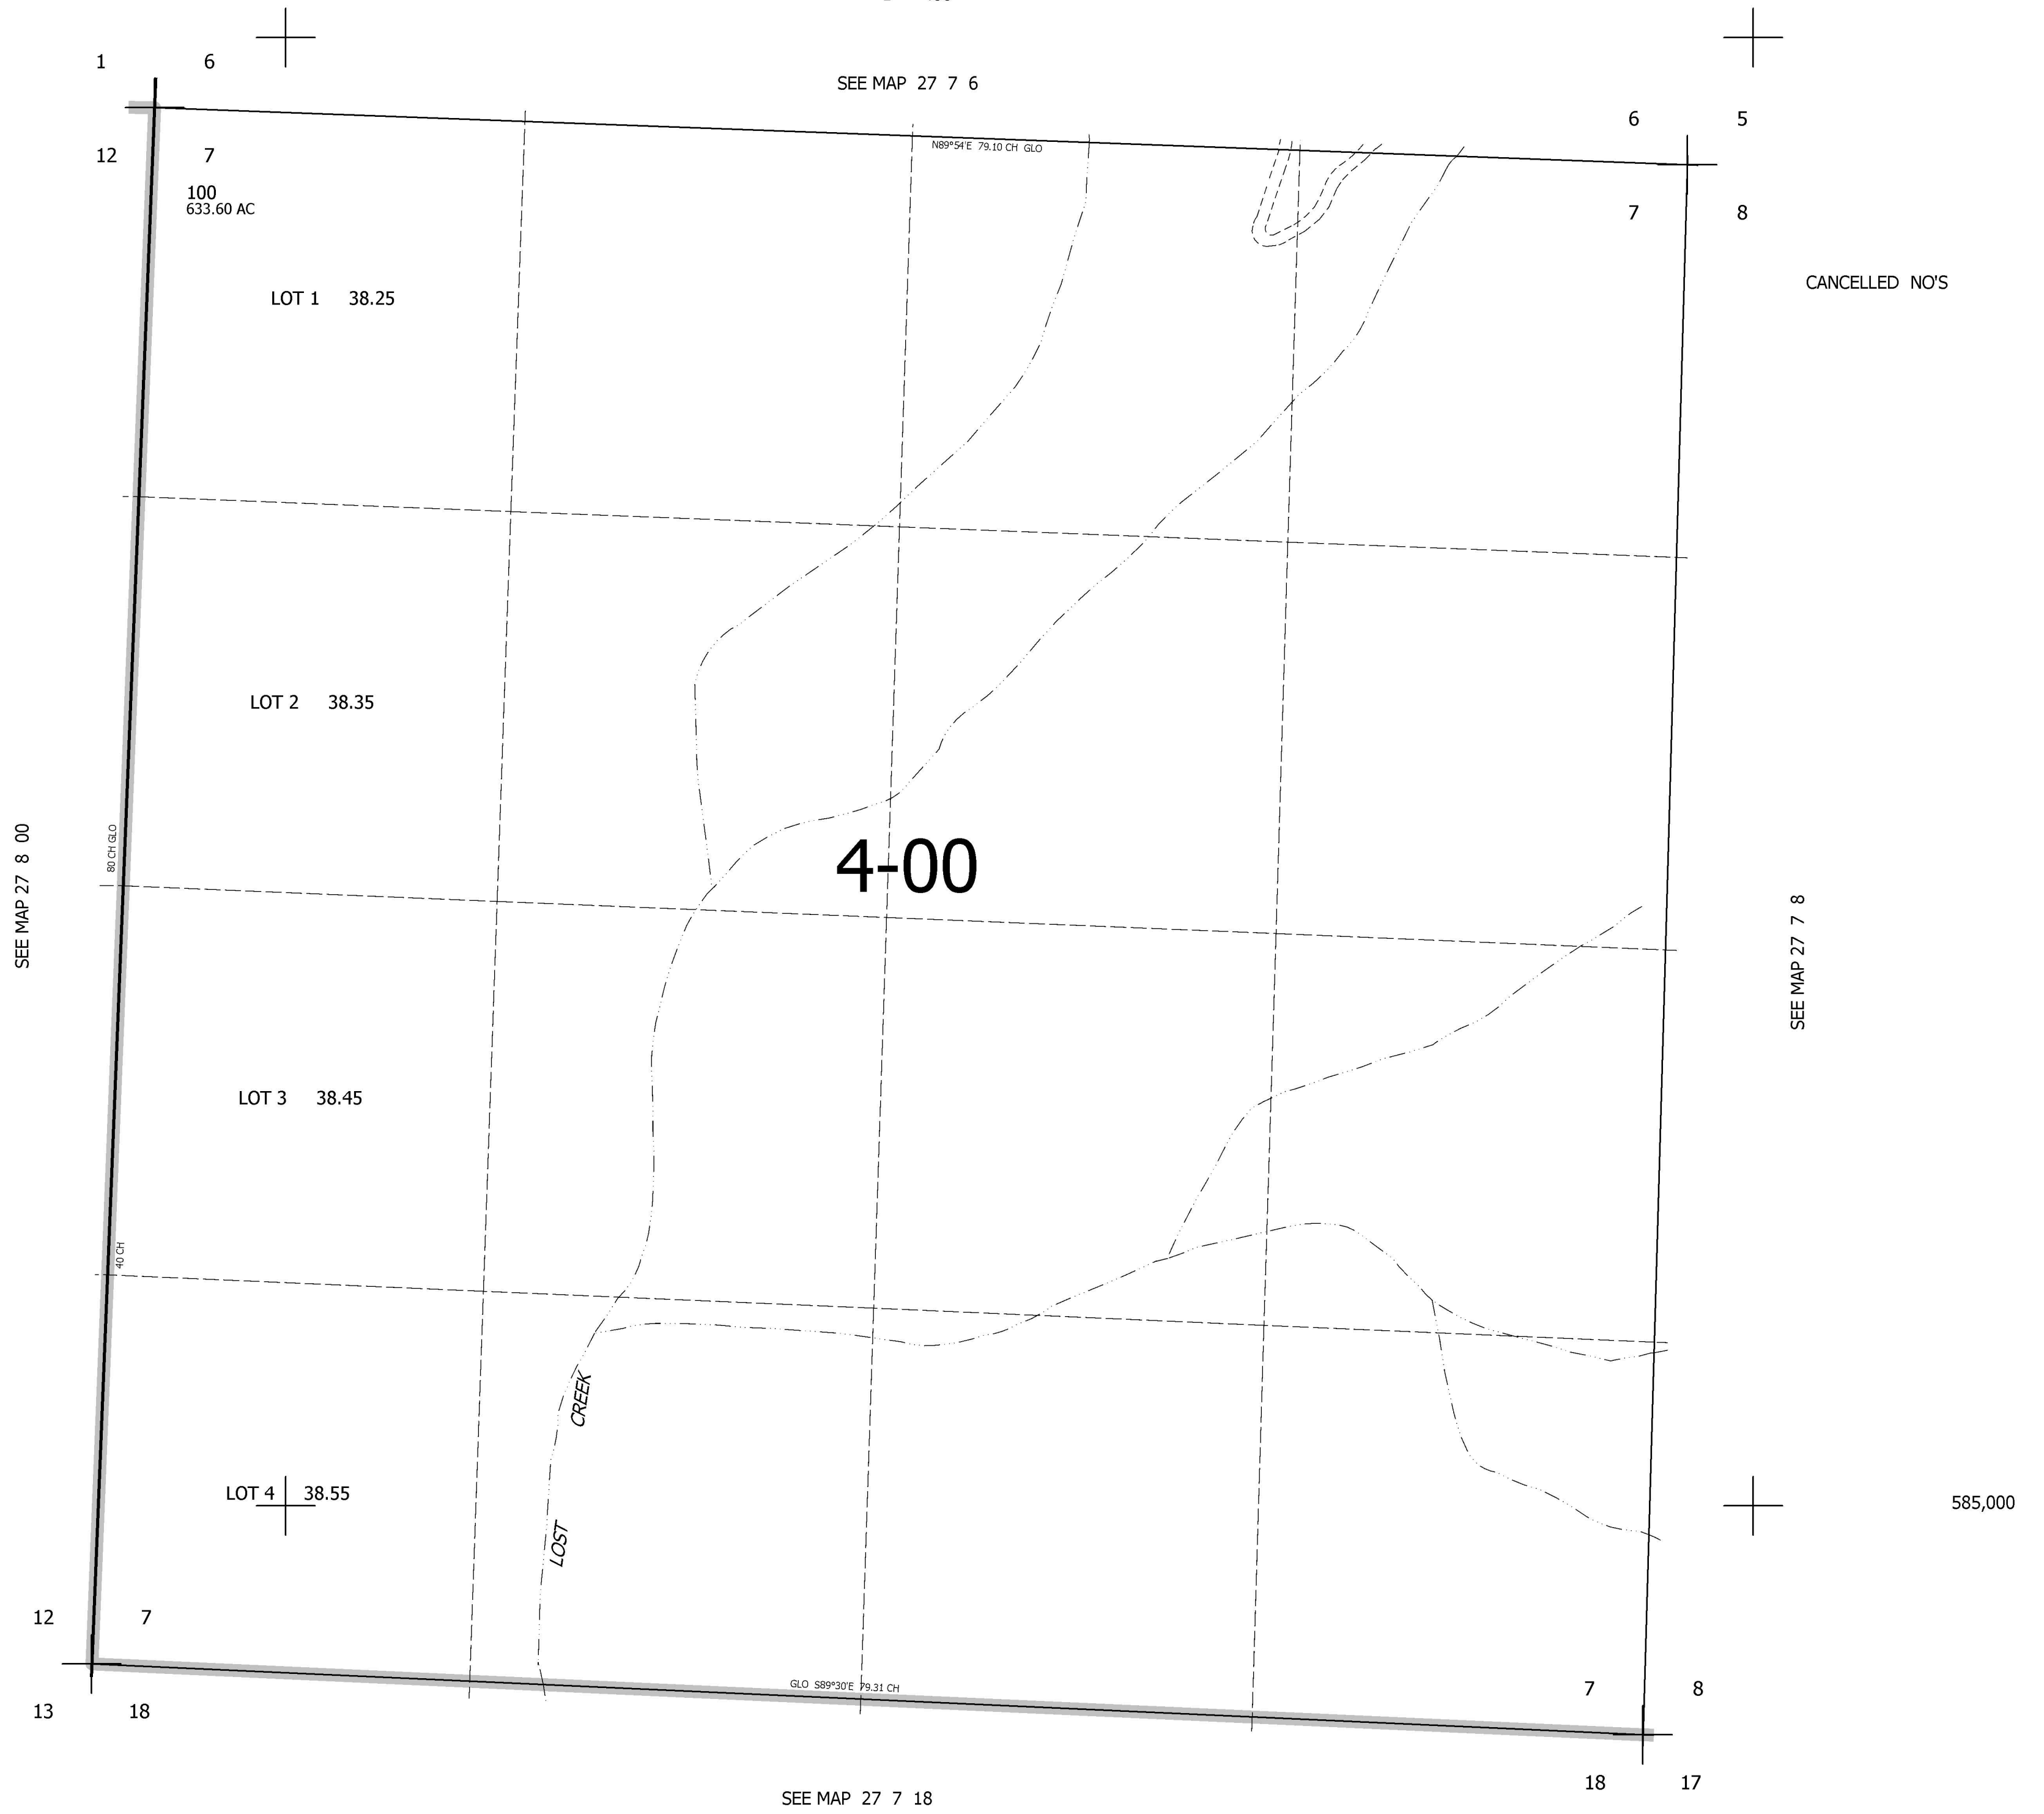 1 6
SEE MAP 27 7 6
6 5
12 7
N89°54'E 79.10 CH GLO
100
633.60 AC
7 8
CANCELLED NO'S
LOT 1 38.25
LOT 2 38.35
80 CH GLO
SEE MAP 27 8 00
4-00
SEE MAP 27 7 8
LOT 3 38.45
40 CH
LOST CREEK
LOT 4 38.55
585,000
12 7
GLO S89°30'E 79.31 CH
7 8
13 18
18 17
SEE MAP 27 7 18